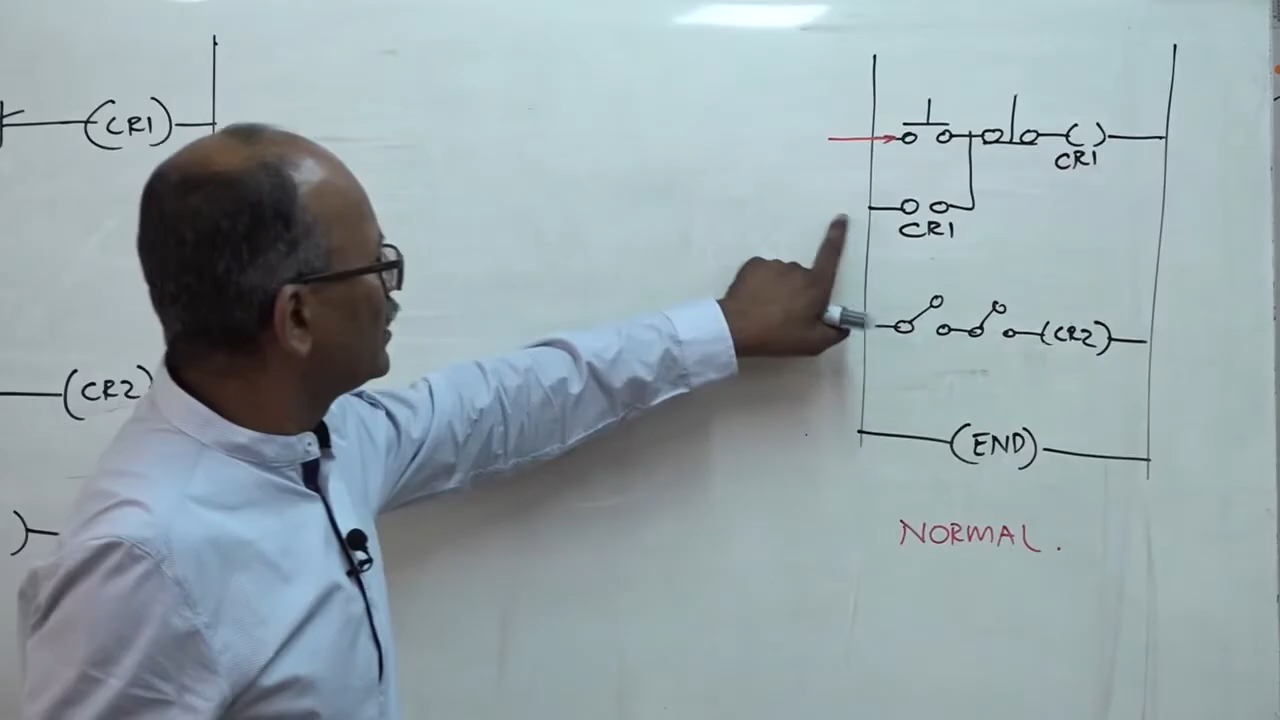 (CR1)
(CR2)
)
( )
CR1
CR1
(CR2)
(END)
NORMAL.